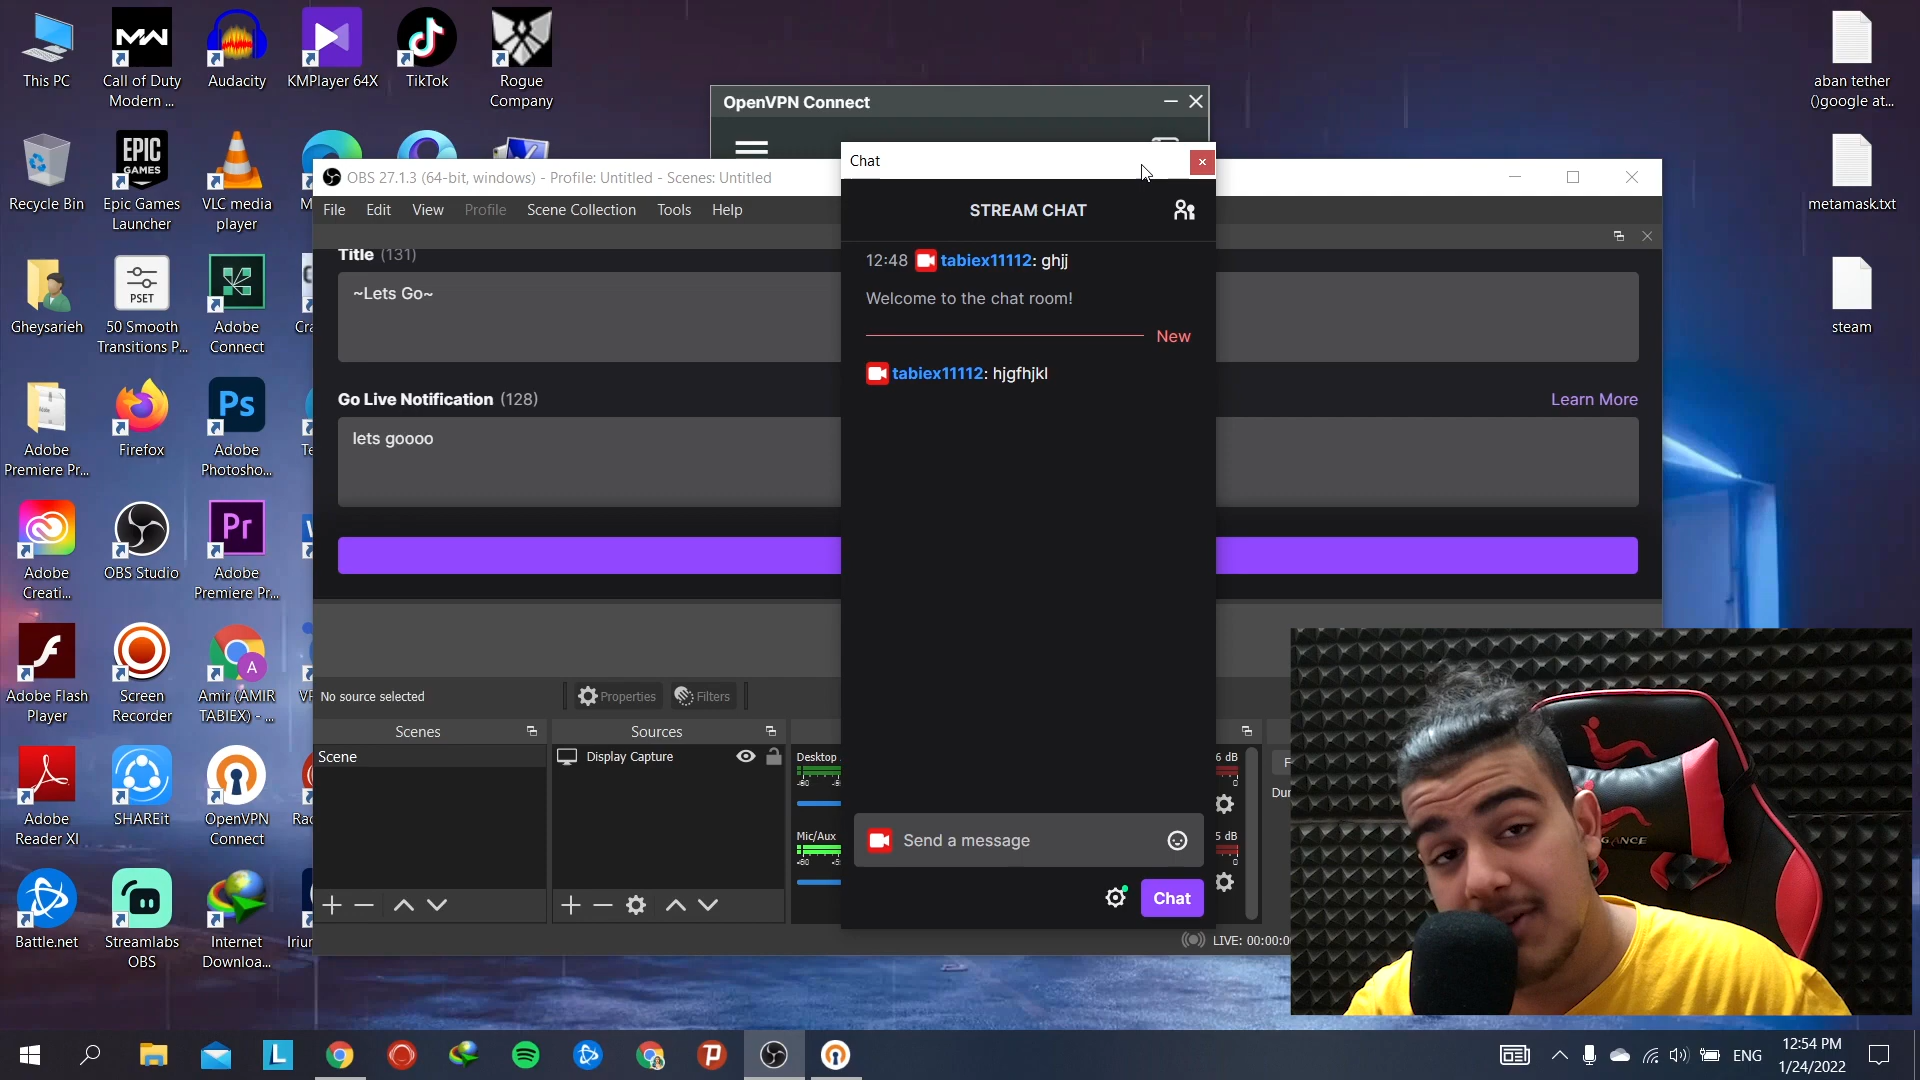 This PC
Call of Duty
Modern ...
Audacity
KMPlayer 64X
TikTok
Rogue
Company
aban tether
()google at...
Recycle Bin
EPIC
GAMES
Epic Games
Launcher
VLC media
player
metamask.txt
Gheysarieh
PSET
50 Smooth
Transitions P...
Adobe
Connect
steam
Adobe
Premiere Pr...
Firefox
Ps
Adobe
Photosho...
Adobe
Creati...
OBS Studio
Pr
Adobe
Premiere Pr...
Adobe Flash
Player
Screen
Recorder
A
Amir (AMIR
TABIEX) - ...
Adobe
Reader XI
SHAREit
OpenVPN
Connect
Battle.net
Streamlabs
OBS
Internet
Downloa...
OpenVPN Connect
OBS 27.1.3 (64-bit, windows) - Profile: Untitled - Scenes: Untitled
File Edit View Profile Scene Collection Tools Help
Title (131)
~Lets Go~
Go Live Notification (128)
Learn More
lets goooo
No source selected
Properties
Filters
Scenes
Sources
Scene
Display Capture
Desktop
Mic/Aux
LIVE: 00:00:0
Chat
STREAM CHAT
12:48 tabiex11112: ghjj
Welcome to the chat room!
New
tabiex11112: hjgfhjkl
Send a message
Chat
ENG
12:54 PM
1/24/2022